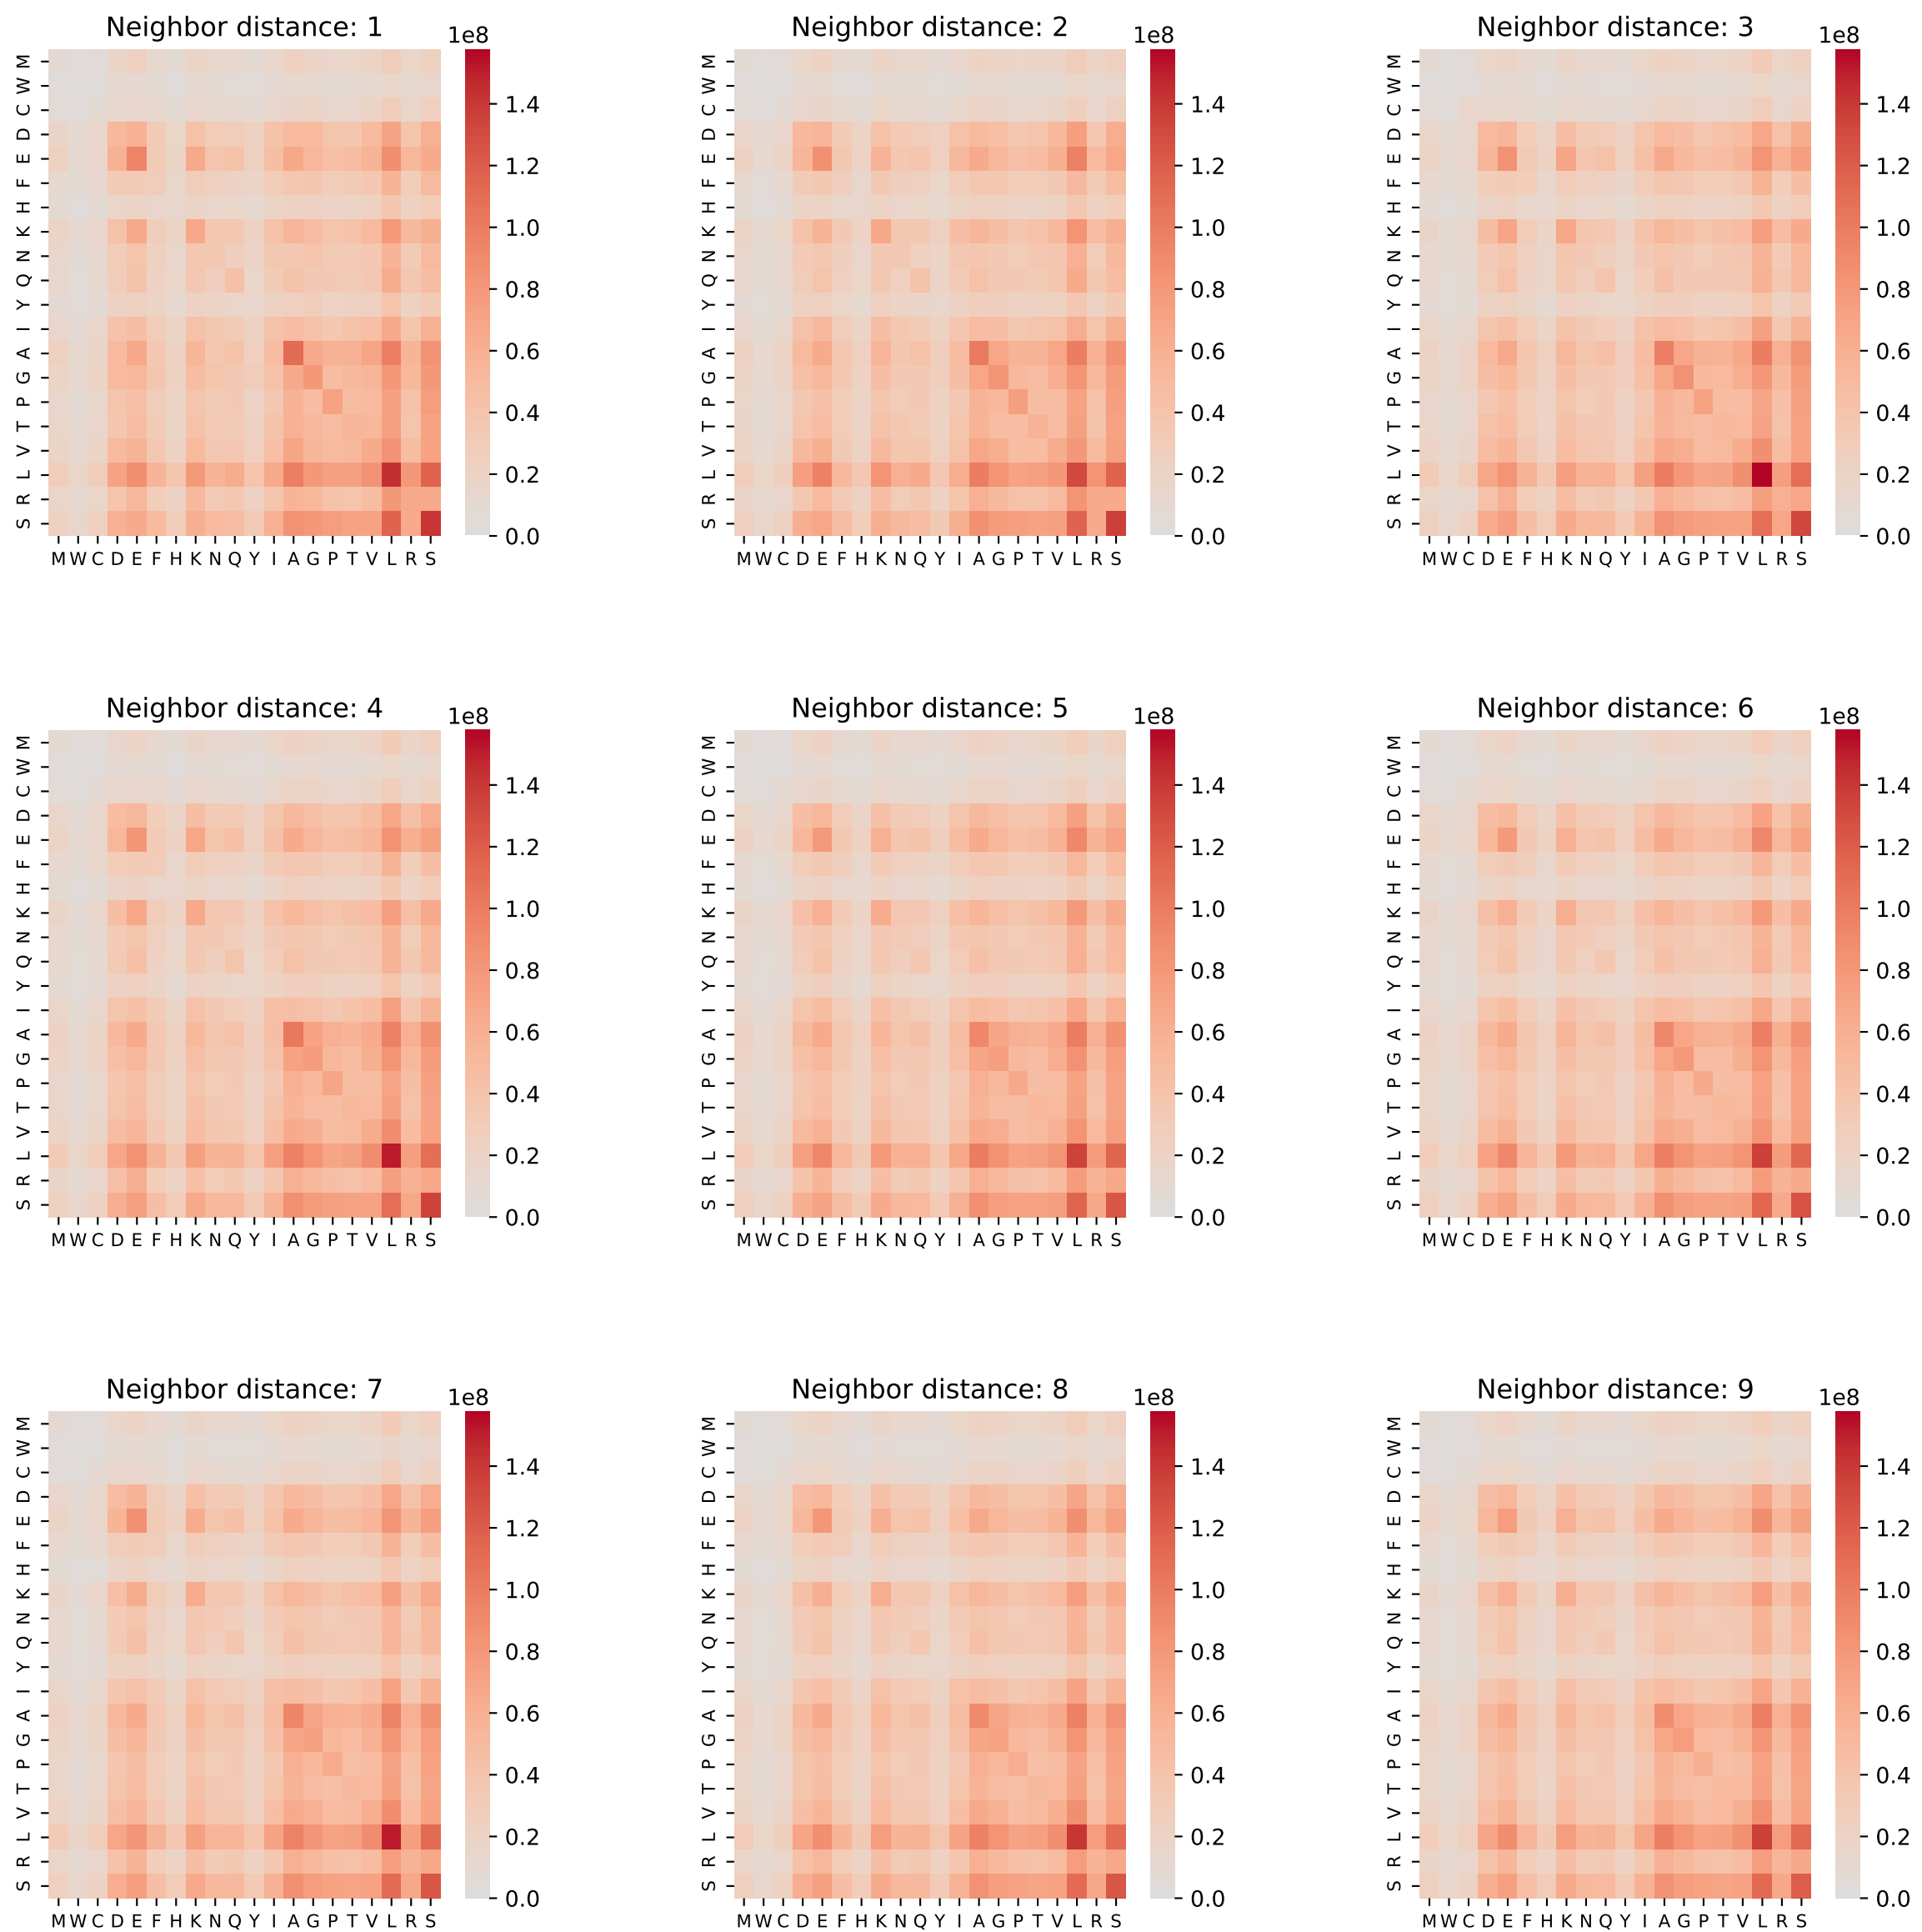 Neighbor distance: 1
1e8
M
W
C
D
E
F
H
K
N
Q
Y
I
A
G
P
T
V
L
R
S
1.4
1.2
1.0
0.8
0.6
0.4
0.2
0.0
M W C D E F H K N Q Y I A G P T V L R S
Neighbor distance: 2
1e8
M
W
C
D
E
F
H
K
N
Q
Y
I
A
G
P
T
V
L
R
S
1.4
1.2
1.0
0.8
0.6
0.4
0.2
0.0
M W C D E F H K N Q Y I A G P T V L R S
Neighbor distance: 3
1e8
M
W
C
D
E
F
H
K
N
Q
Y
I
A
G
P
T
V
L
R
S
1.4
1.2
1.0
0.8
0.6
0.4
0.2
0.0
M W C D E F H K N Q Y I A G P T V L R S
Neighbor distance: 4
1e8
M
W
C
D
E
F
H
K
N
Q
Y
I
A
G
P
T
V
L
R
S
1.4
1.2
1.0
0.8
0.6
0.4
0.2
0.0
M W C D E F H K N Q Y I A G P T V L R S
Neighbor distance: 5
1e8
M
W
C
D
E
F
H
K
N
Q
Y
I
A
G
P
T
V
L
R
S
1.4
1.2
1.0
0.8
0.6
0.4
0.2
0.0
M W C D E F H K N Q Y I A G P T V L R S
Neighbor distance: 6
1e8
M
W
C
D
E
F
H
K
N
Q
Y
I
A
G
P
T
V
L
R
S
1.4
1.2
1.0
0.8
0.6
0.4
0.2
0.0
M W C D E F H K N Q Y I A G P T V L R S
Neighbor distance: 7
1e8
M
W
C
D
E
F
H
K
N
Q
Y
I
A
G
P
T
V
L
R
S
1.4
1.2
1.0
0.8
0.6
0.4
0.2
0.0
M W C D E F H K N Q Y I A G P T V L R S
Neighbor distance: 8
1e8
M
W
C
D
E
F
H
K
N
Q
Y
I
A
G
P
T
V
L
R
S
1.4
1.2
1.0
0.8
0.6
0.4
0.2
0.0
M W C D E F H K N Q Y I A G P T V L R S
Neighbor distance: 9
1e8
M
W
C
D
E
F
H
K
N
Q
Y
I
A
G
P
T
V
L
R
S
1.4
1.2
1.0
0.8
0.6
0.4
0.2
0.0
M W C D E F H K N Q Y I A G P T V L R S